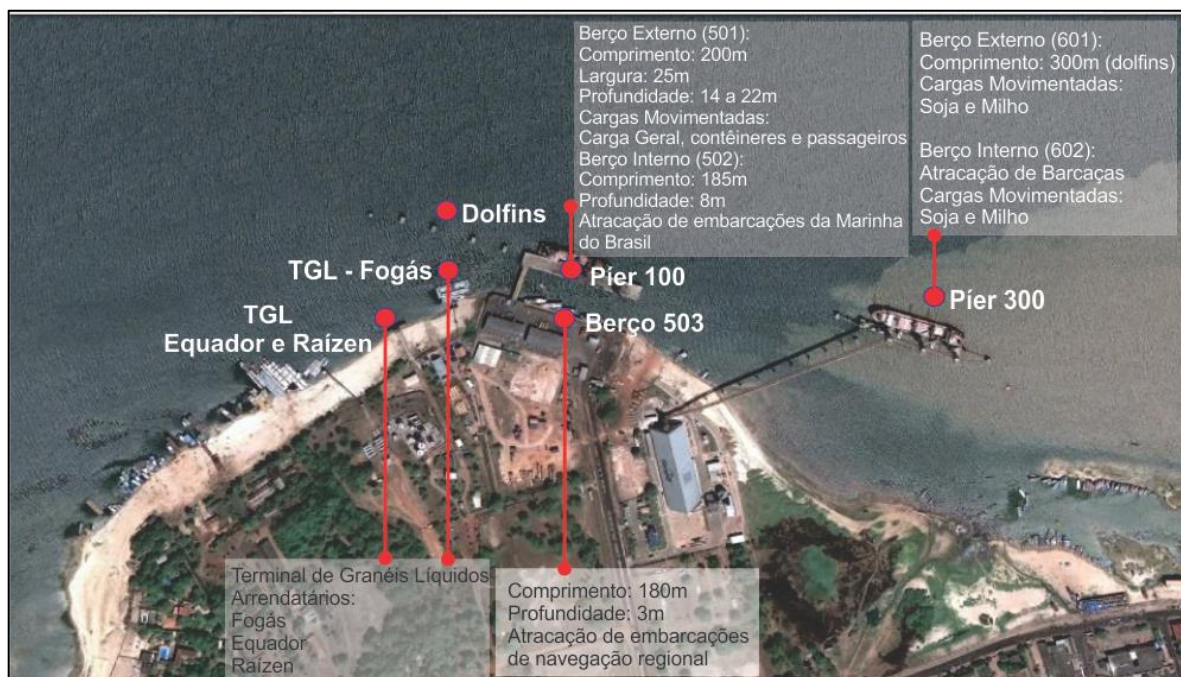 Berço Externo (501):
Comprimento: 200m
Largura: 25m
Profundidade: 14 a 22m
Cargas Movimentadas:
Carga Geral, contêineres e passageiros
Berço Interno (502):
Comprimento: 185m
Profundidade: 8m
Atracação de embarcações da Marinha
do Brasil
Berço Externo (601):
Comprimento: 300m (dolfins)
Cargas Movimentadas:
Soja e Milho
Berço Interno (602):
Atracação de Barcaças
Cargas Movimentadas:
Soja e Milho
Dolfins
TGL - Fogás
Píer 100
Píer 300
TGL
Equador e Raízen
Berço 503
Terminal de Granéis Líquidos
Arrendatários:
Fogás
Equador
Raízen
Comprimento: 180m
Profundidade: 3m
Atracação de embarcações
de navegação regional